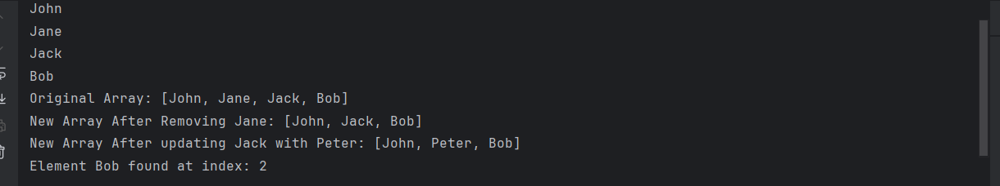 John
Jane
Jack
Bob
Original Array: [John, Jane, Jack, Bob]
New Array After Removing Jane: [John, Jack, Bob]
New Array After updating Jack with Peter: [John, Peter, Bob]
Element Bob found at index: 2